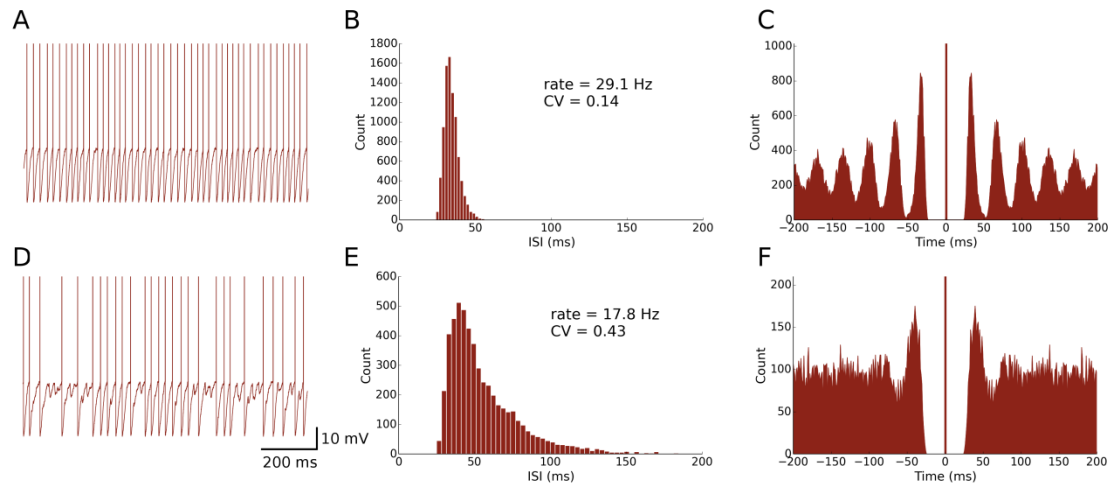 A
B
C
1800
1600
1400
1200
1000
800
600
400
200
0
Count
0
50
100
150
200
ISI (ms)
rate = 29.1 Hz
CV = 0.14
1000
800
600
400
200
0
Count
−200
−150
−100
−50
0
50
100
150
200
Time (ms)
D
E
F
10 mV
200 ms
600
500
400
300
200
100
0
Count
0
50
100
150
200
ISI (ms)
rate = 17.8 Hz
CV = 0.43
200
150
100
50
0
Count
−200
−150
−100
−50
0
50
100
150
200
Time (ms)